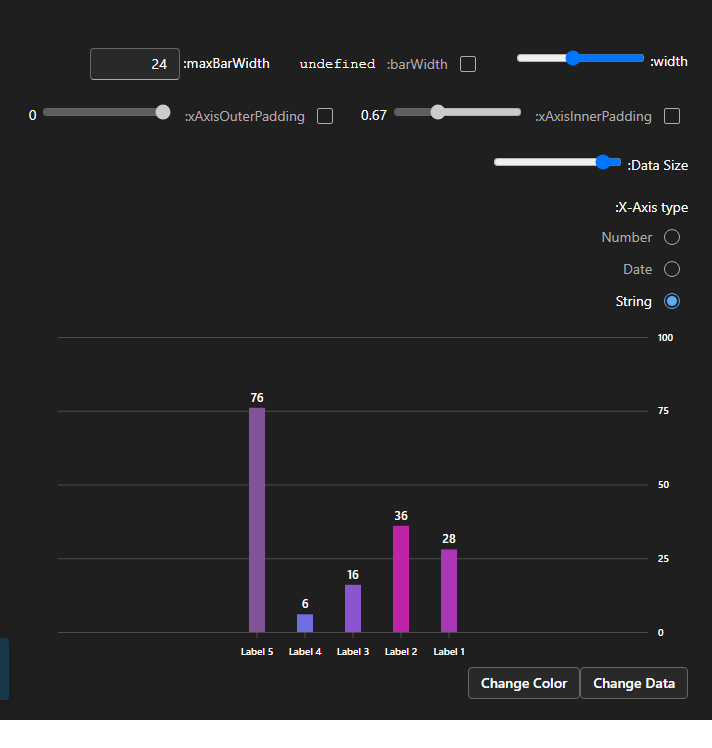 :width
:barWidth undefined
:maxBarWidth 24
:xAxisInnerPadding 0.67
:xAxisOuterPadding 0
:Data Size
:X-Axis type
Number
Date
String
100
75
50
25
0
76
6
16
36
28
Label 5 Label 4 Label 3 Label 2 Label 1
Change Color Change Data